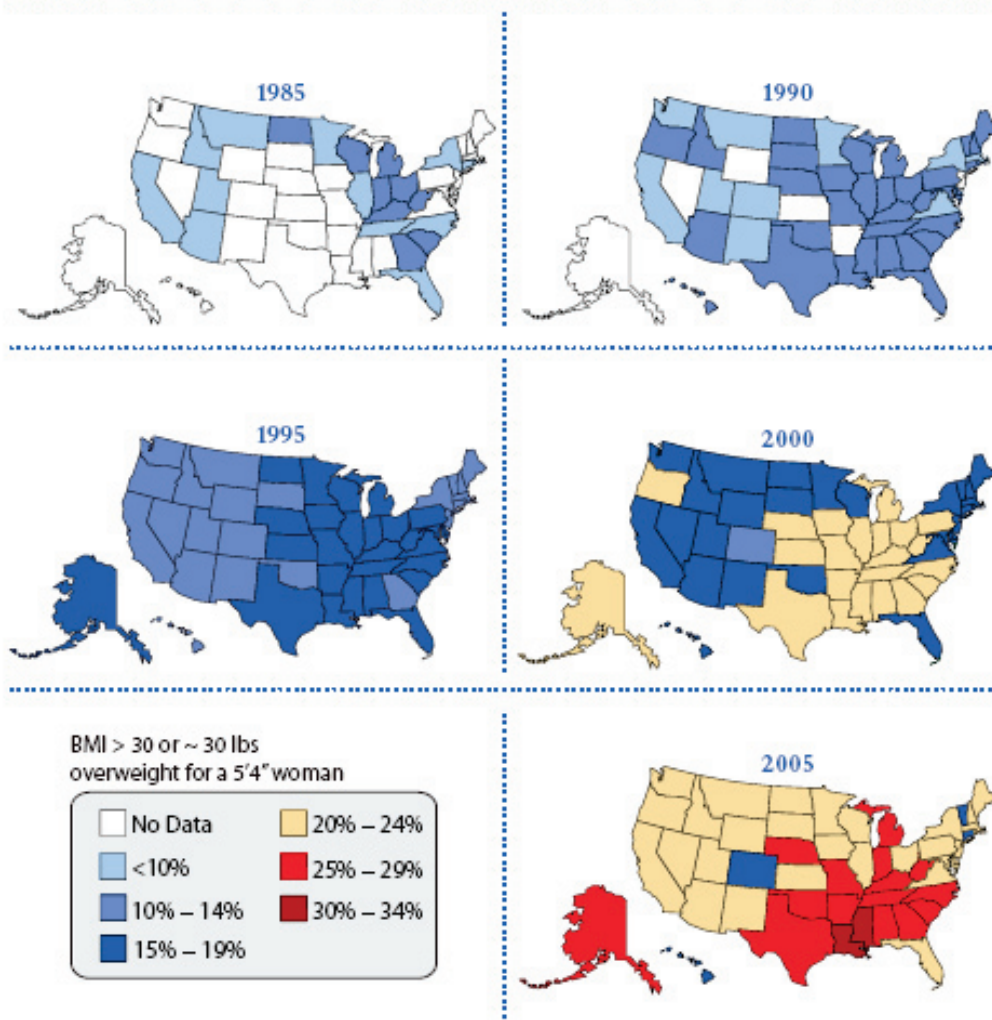 1985
1990
1995
2000
BMI > 30 or ~ 30 lbs
overweight for a 5'4" woman
No Data
<10%
10% – 14%
15% – 19%
20% – 24%
25% – 29%
30% – 34%
2005